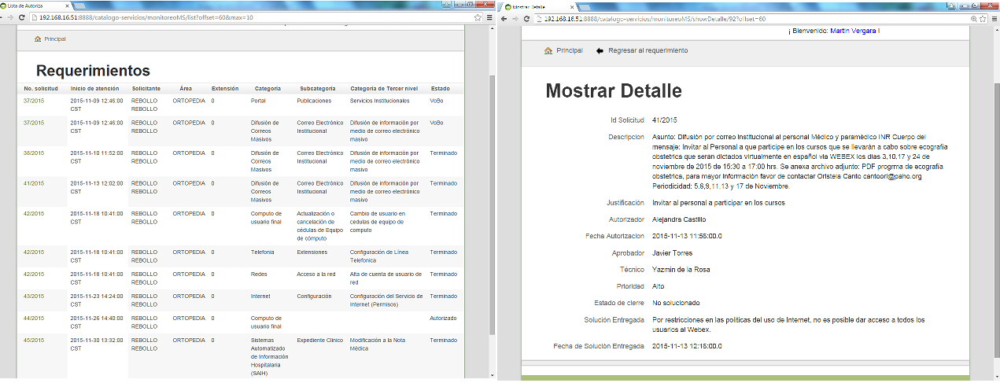 Lista de Autoriza
192.168.16.51:8888/catalogo-servicios/monitoreoMS/list?offset=60&max=10
Principal
Requerimientos
No. solicitud Inicio de atención Solicitante Área Extensión Categoría Subcategoría Categoría de Tercer nivel Estado
37/2015 2015-11-09 12:46:00 REBOLLO ORTOPEDIA 0 Portal Publicaciones Servicios Institucionales VoBo
CST REBOLLO
37/2015 2015-11-09 12:46:00 REBOLLO ORTOPEDIA 0 Difusión de Correo Electrónico Difusión de información por VoBo
CST REBOLLO Correos Institucional medio de correo electrónico
Masivos masivo
38/2015 2015-11-10 11:52:00 REBOLLO ORTOPEDIA 0 Difusión de Correo Electrónico Difusión de información por Terminado
CST REBOLLO Correos Institucional medio de correo electrónico
Masivos masivo
41/2015 2015-11-13 12:02:00 REBOLLO ORTOPEDIA 0 Difusión de Correo Electrónico Difusión de información por Terminado
CST REBOLLO Correos Institucional medio de correo electrónico
Masivos masivo
42/2015 2015-11-18 10:41:00 REBOLLO ORTOPEDIA 0 Computo de Actualización o Cambio de usuario en Terminado
CST REBOLLO usuario final cancelación de cedulas de equipo de
cédulas de Equipo computo
de cómputo
42/2015 2015-11-18 10:41:00 REBOLLO ORTOPEDIA 0 Telefonia Extensiones Configuración de Línea Terminado
CST REBOLLO Telefonica
42/2015 2015-11-18 10:41:00 REBOLLO ORTOPEDIA 0 Redes Acceso a la red Alta de cuenta de usuario de Terminado
CST REBOLLO red
43/2015 2015-11-23 14:24:00 REBOLLO ORTOPEDIA 0 Internet Configuración Configuración del Servicio de Terminado
CST REBOLLO Internet (Permisos)
44/2015 2015-11-26 14:40:00 REBOLLO ORTOPEDIA 0 Computo de Autorizado
CST REBOLLO usuario final
45/2015 2015-11-30 13:32:00 REBOLLO ORTOPEDIA 0 Sistemas Expediente Clínico Modificación a la Nota Terminado
CST REBOLLO Automatizado Médica
de Información
Hospitalaria
(SAIH)
Mostrar Detalle
192.168.16.51:8888/catalogo-servicios/monitoreoMS/showDetalle/92?offset=60
¡ Bienvenido: Martin Vergara !
Principal Regresar al requerimiento
Mostrar Detalle
Id Solicitud 41/2015
Descripcion Asunto: Difusión por correo Institucional al personal Médico y paramédico INR Cuerpo del
mensaje: Invitar al Personal a que participe en los cursos que se llevarán a cabo sobre ecografía
obstetrica que seran dictados virtualmente en español via WEBEX los dias 3,10,17 y 24 de
noviembre de 2015 de 15:30 a 17:00 hrs. Se anexa archivo adjunto: PDF progrma de ecografía
obstetrica, para mayor información favor de contactar Oristela Canto cantoori@paho.org
Periodicidad: 5,6,9,11,13 y 17 de Noviembre.
Justificación Invitar al personal a participar en los cursos
Autorizador Alejandra Castillo
Fecha Autorizacion 2015-11-13 11:56:00.0
Aprobador Javier Torres
Técnico Yazmin de la Rosa
Prioridad Alto
Estado de cierre No solucionado
Solución Entregada Por restricciones en las politicas del uso de Internet, no es posible dar acceso a todos los
usuarios al Webex.
Fecha de Solución Entregada 2015-11-13 12:16:00.0